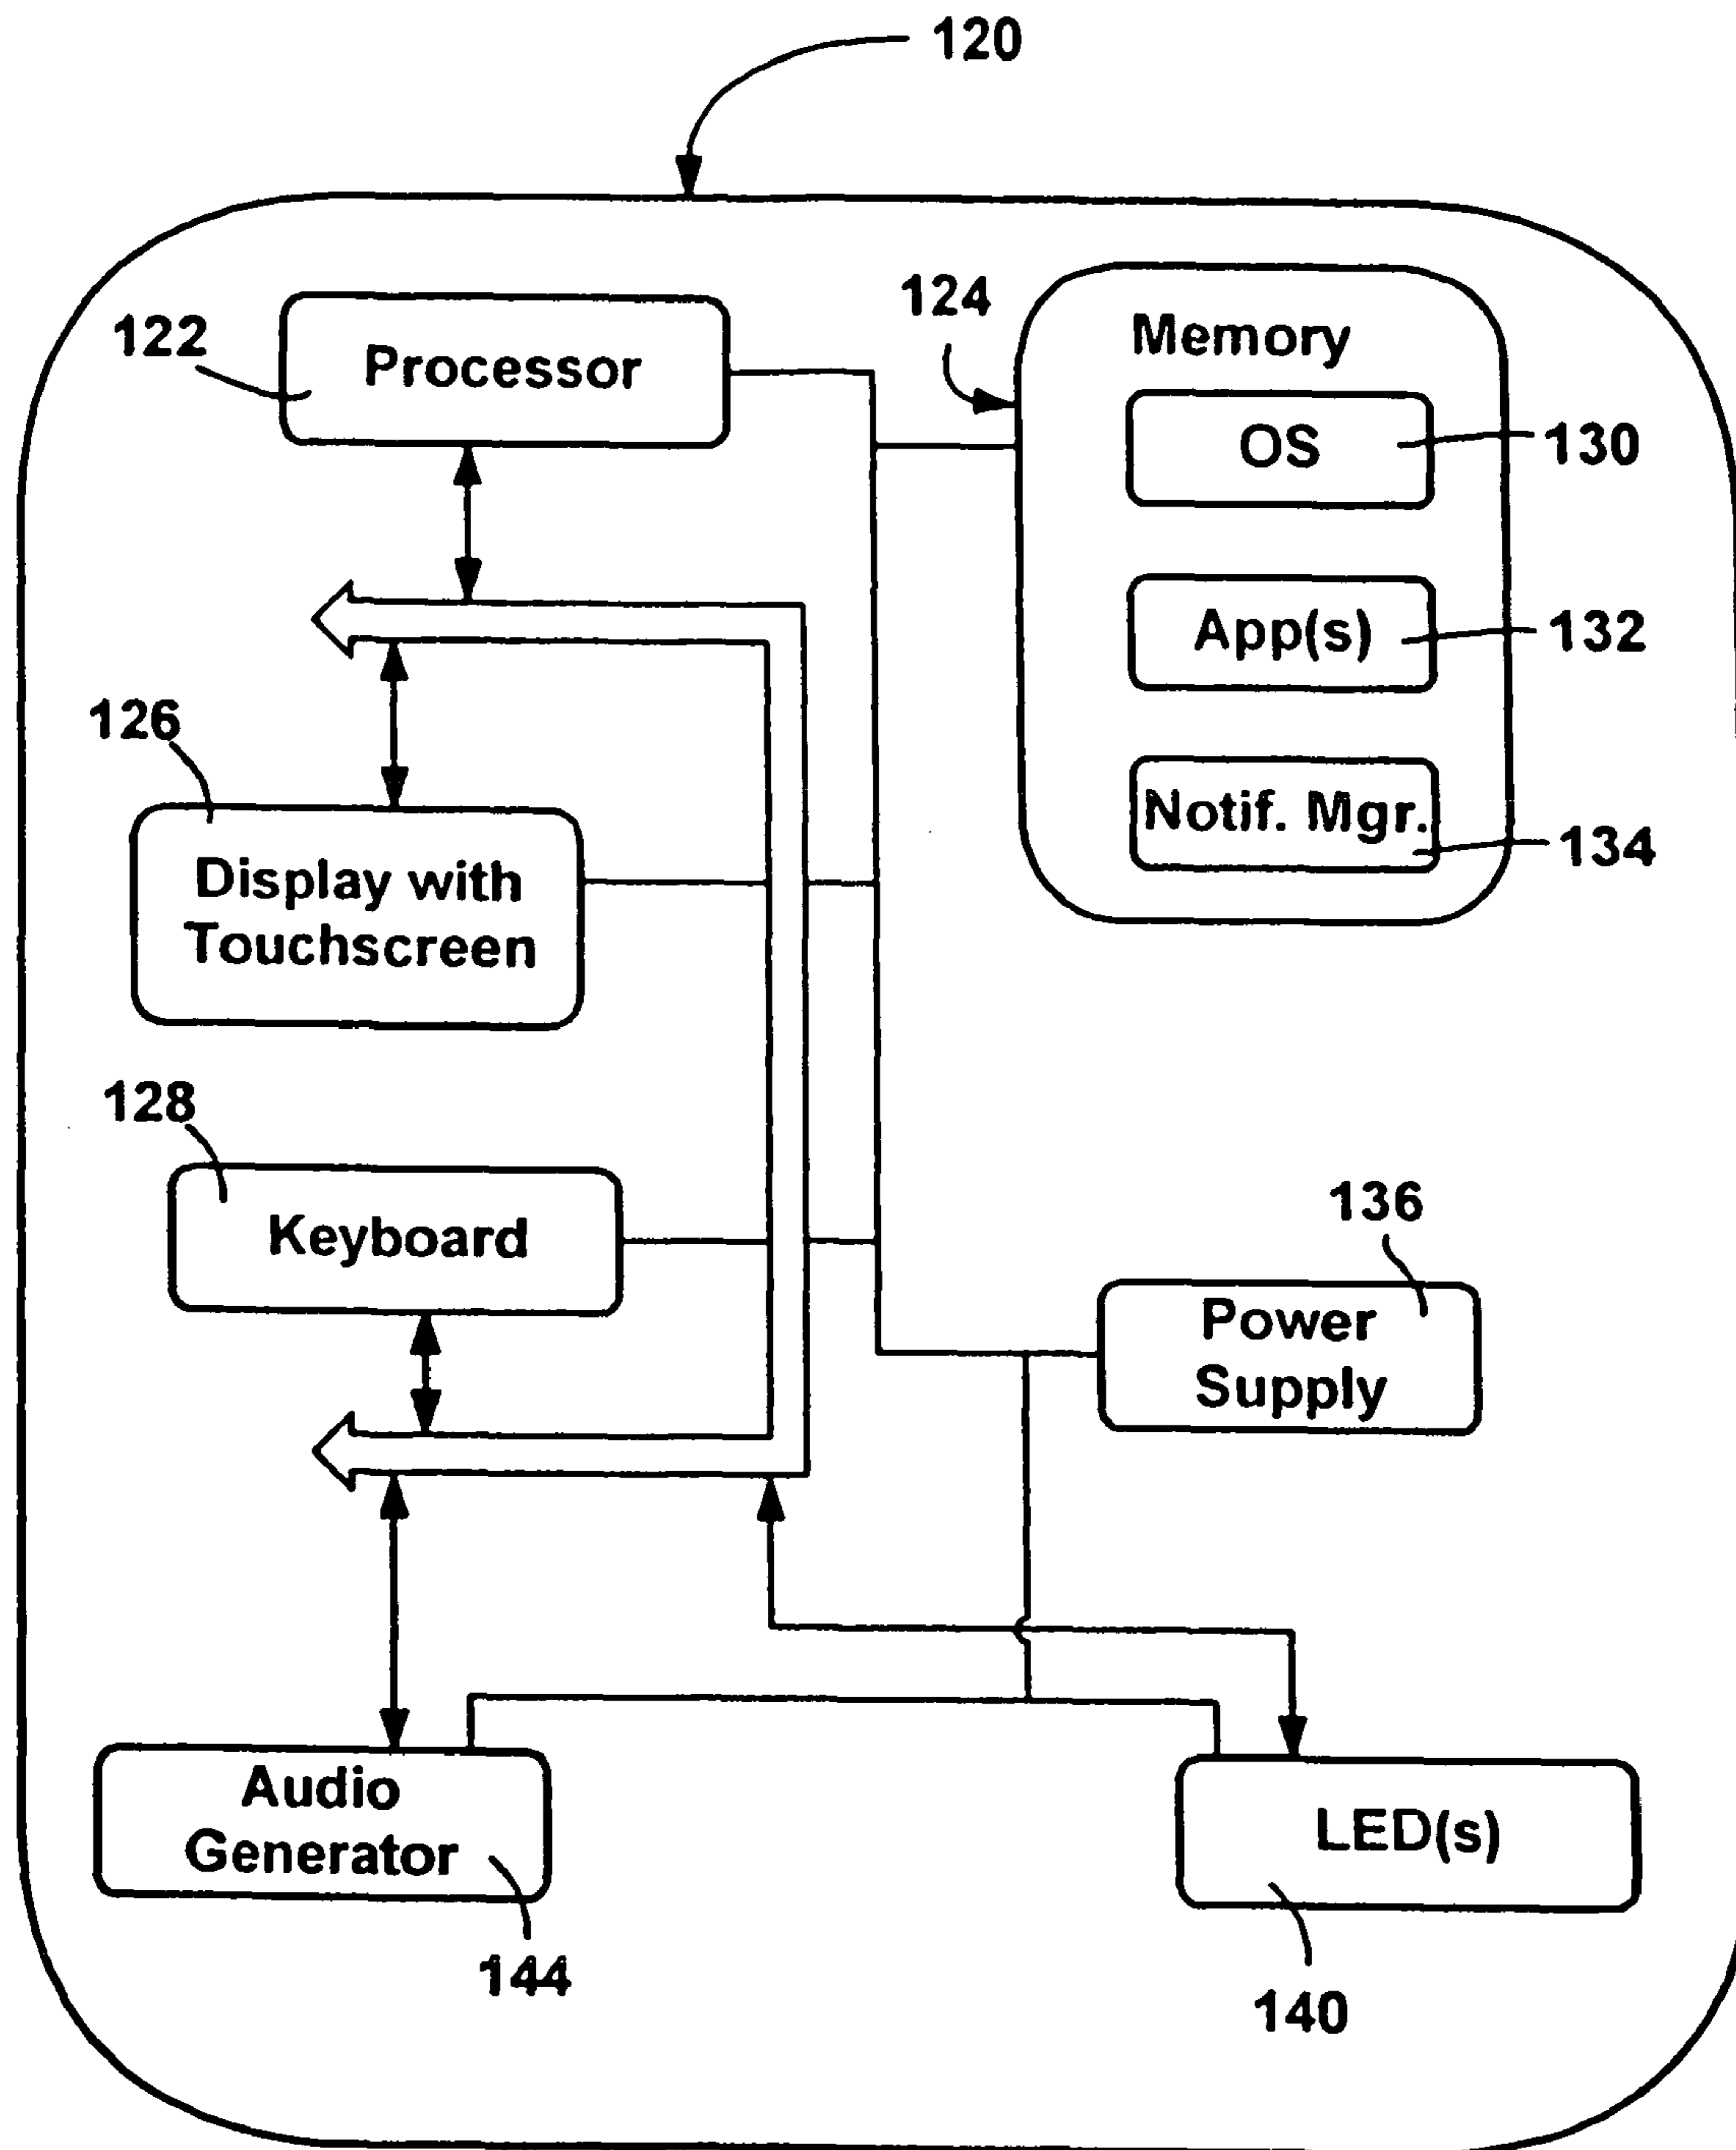 120
124
Memory
122
Processor
OS
130
App(s)
132
126
Notif. Mgr.
134
Display with
Touchscreen
128
Keyboard
136
Power
Supply
Audio
Generator
LED(s)
144
140